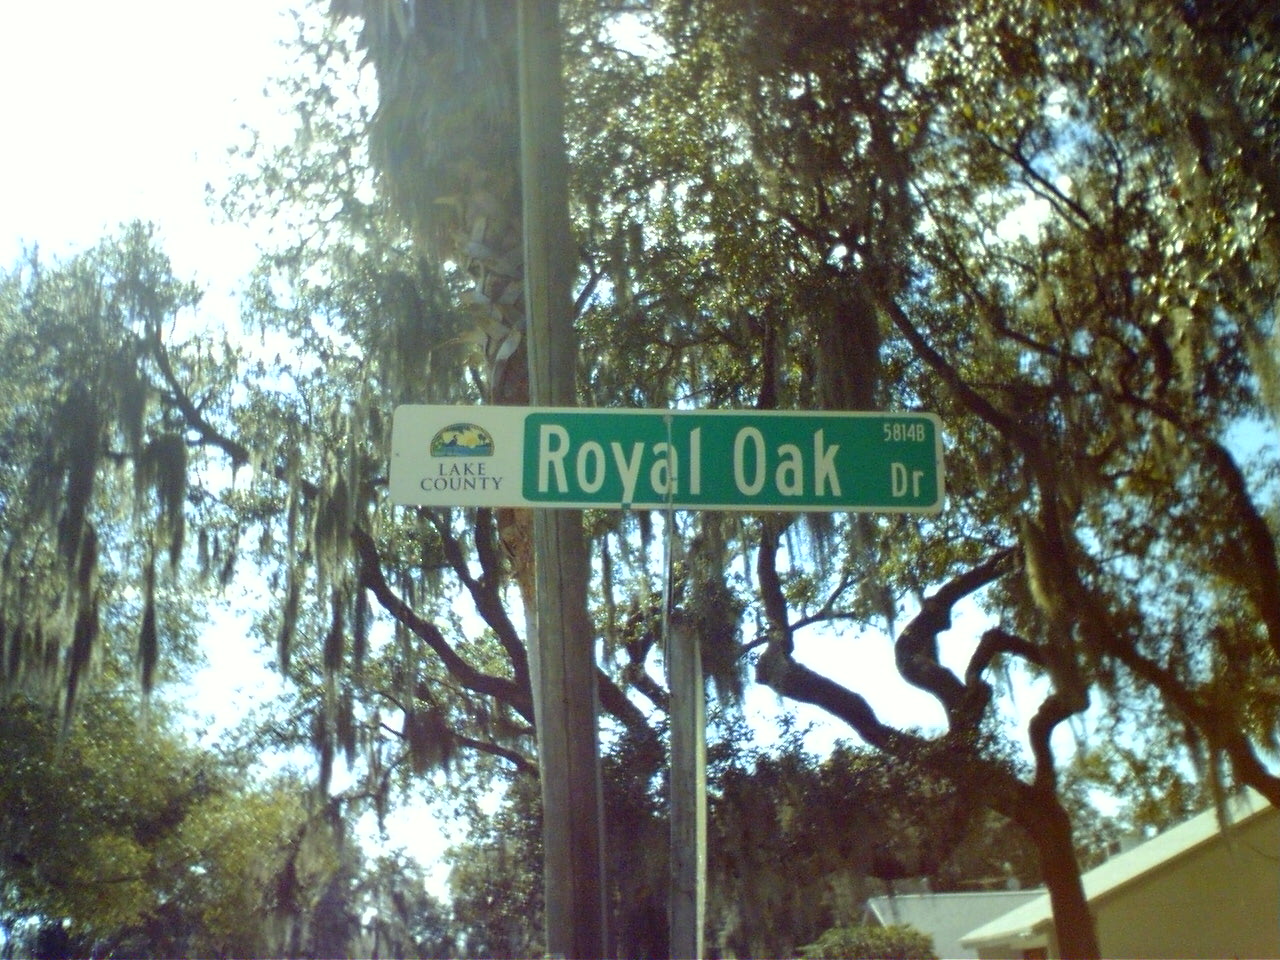 LAKE
COUNTY
Royal Oak Dr
5814B